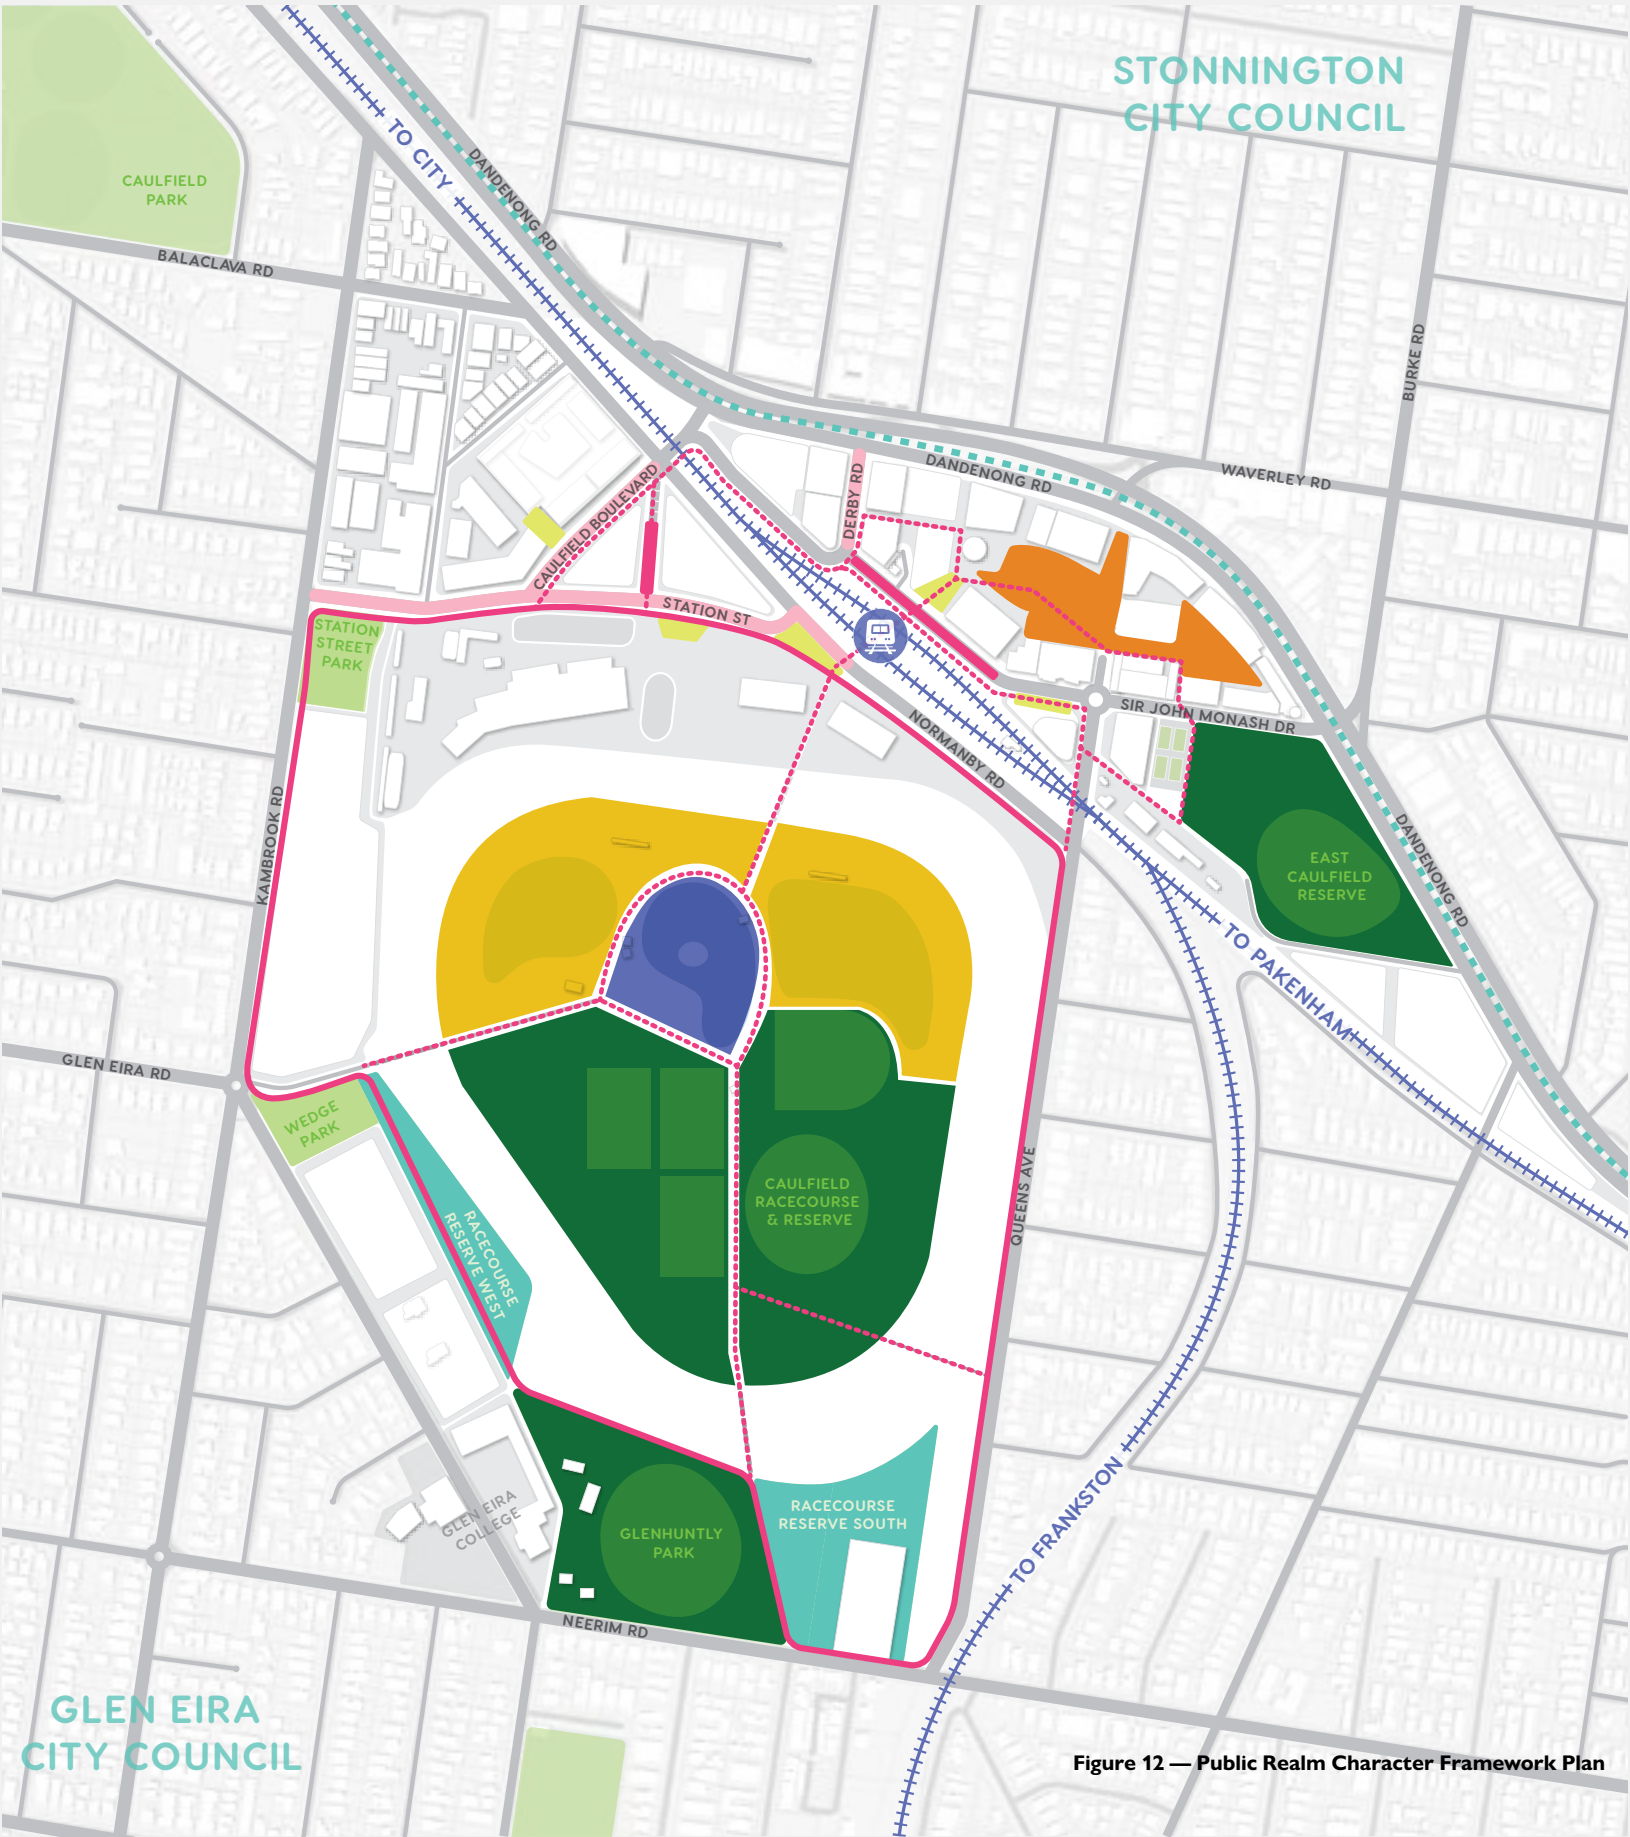 STONNINGTON
CITY COUNCIL
TO CITY
DANDENONG RD
CAULFIELD
PARK
BALACLAVA RD
BURKE RD
WAVERLEY RD
DANDENONG RD
DERBY RD
CAULFIELD BOULEVARD
STATION ST
STATION
STREET
PARK
NORMANBY RD
SIR JOHN MONASH DR
KAMBROOK RD
DANDENONG RD
EAST
CAULFIELD
RESERVE
TO PAKENHAM
GLEN EIRA RD
WEDGE
PARK
RACECOURSE
RESERVE WEST
CAULFIELD
RACECOURSE
& RESERVE
QUEENS AVE
GLEN EIRA
COLLEGE
GLENHUNTLY
PARK
RACECOURSE
RESERVE SOUTH
TO FRANKSTON
NEERIM RD
GLEN EIRA
CITY COUNCIL
Figure 12 — Public Realm Character Framework Plan